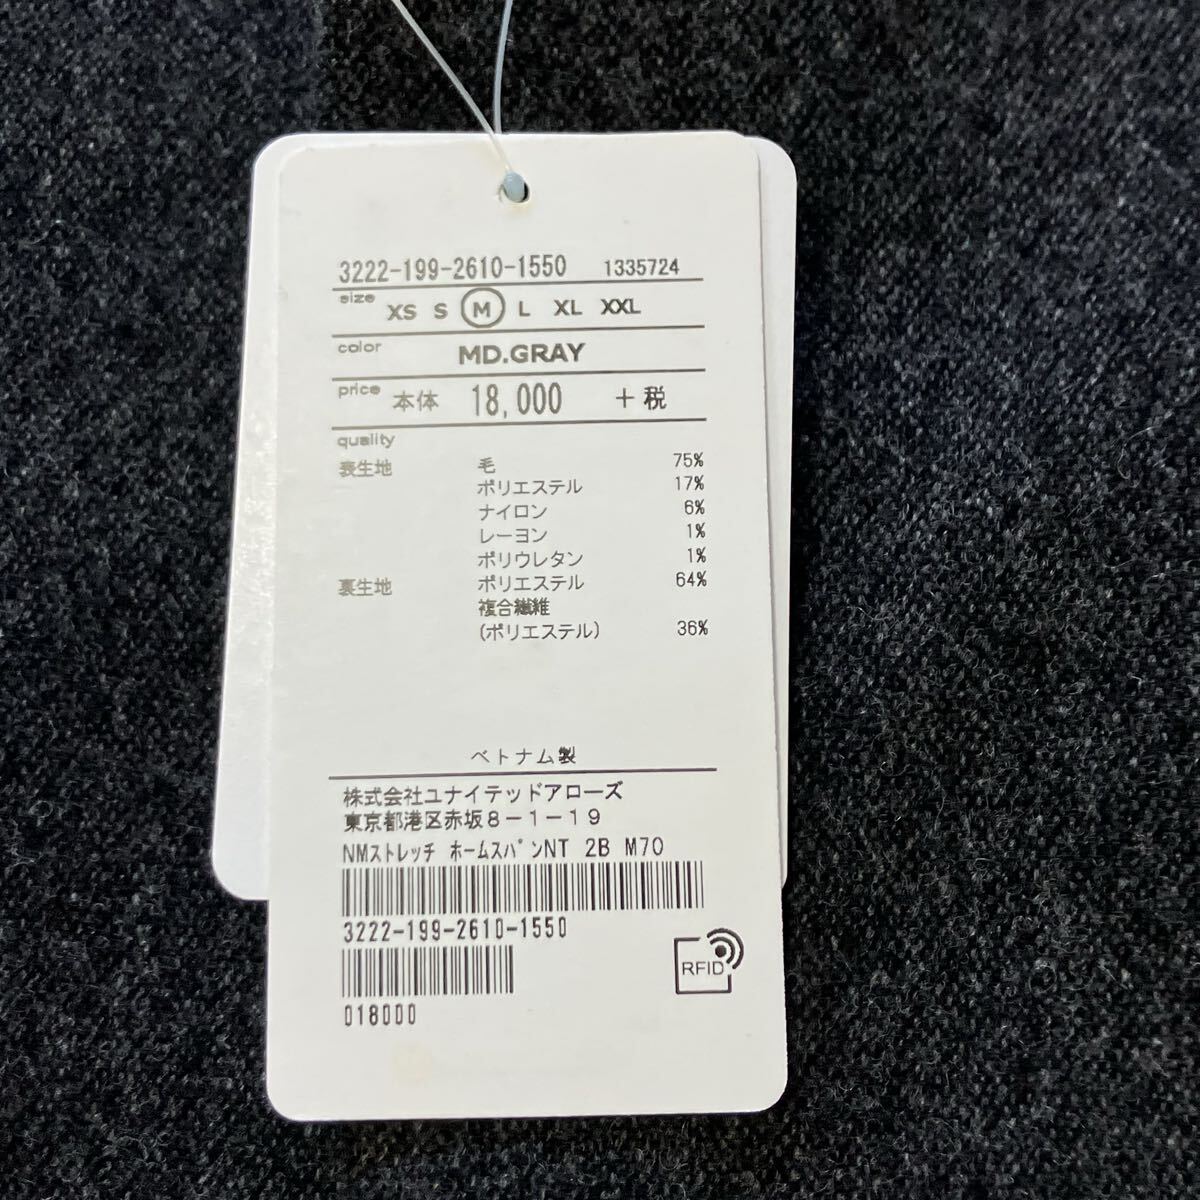 3222-199-2610-1550 1335724
size XS S M L XL XXL
color MD.GRAY
price 本体 18,000 +税
quality
表生地 毛 75%
ポリエステル 17%
ナイロン 6%
レーヨン 1%
ポリウレタン 1%
裏生地 ポリエステル 64%
複合繊維
(ポリエステル) 36%
ベトナム製
株式会社ユナイテッドアローズ
東京都港区赤坂8-1-19
NMストレッチ ホームスパンNT 2B M70
3222-199-2610-1550
RFID
018000